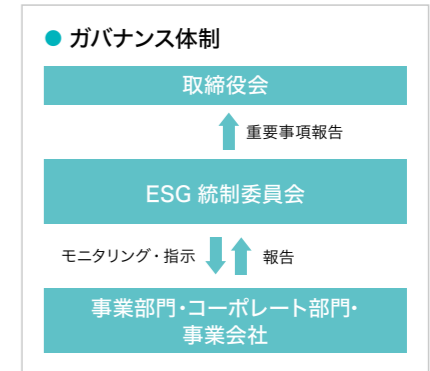 ● ガバナンス体制
取締役会
重要事項報告
ESG 統制委員会
モニタリング・指示
報告
事業部門・コーポレート部門・
事業会社